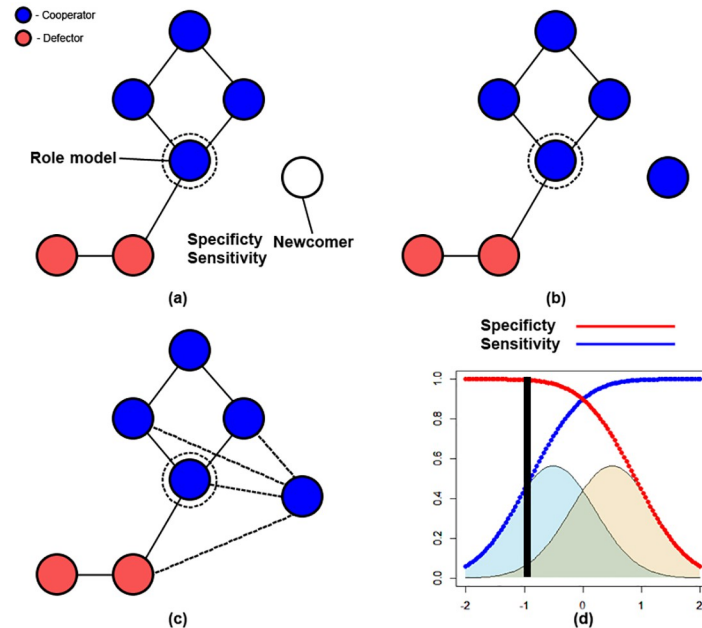 - Cooperator
- Defector
Role model
Specificty
Sensitivity
Newcomer
(a)
(b)
(c)
Specificty
Sensitivity
1.0
0.8
0.6
0.4
0.2
0.0
-2
-1
0
1
2
(d)